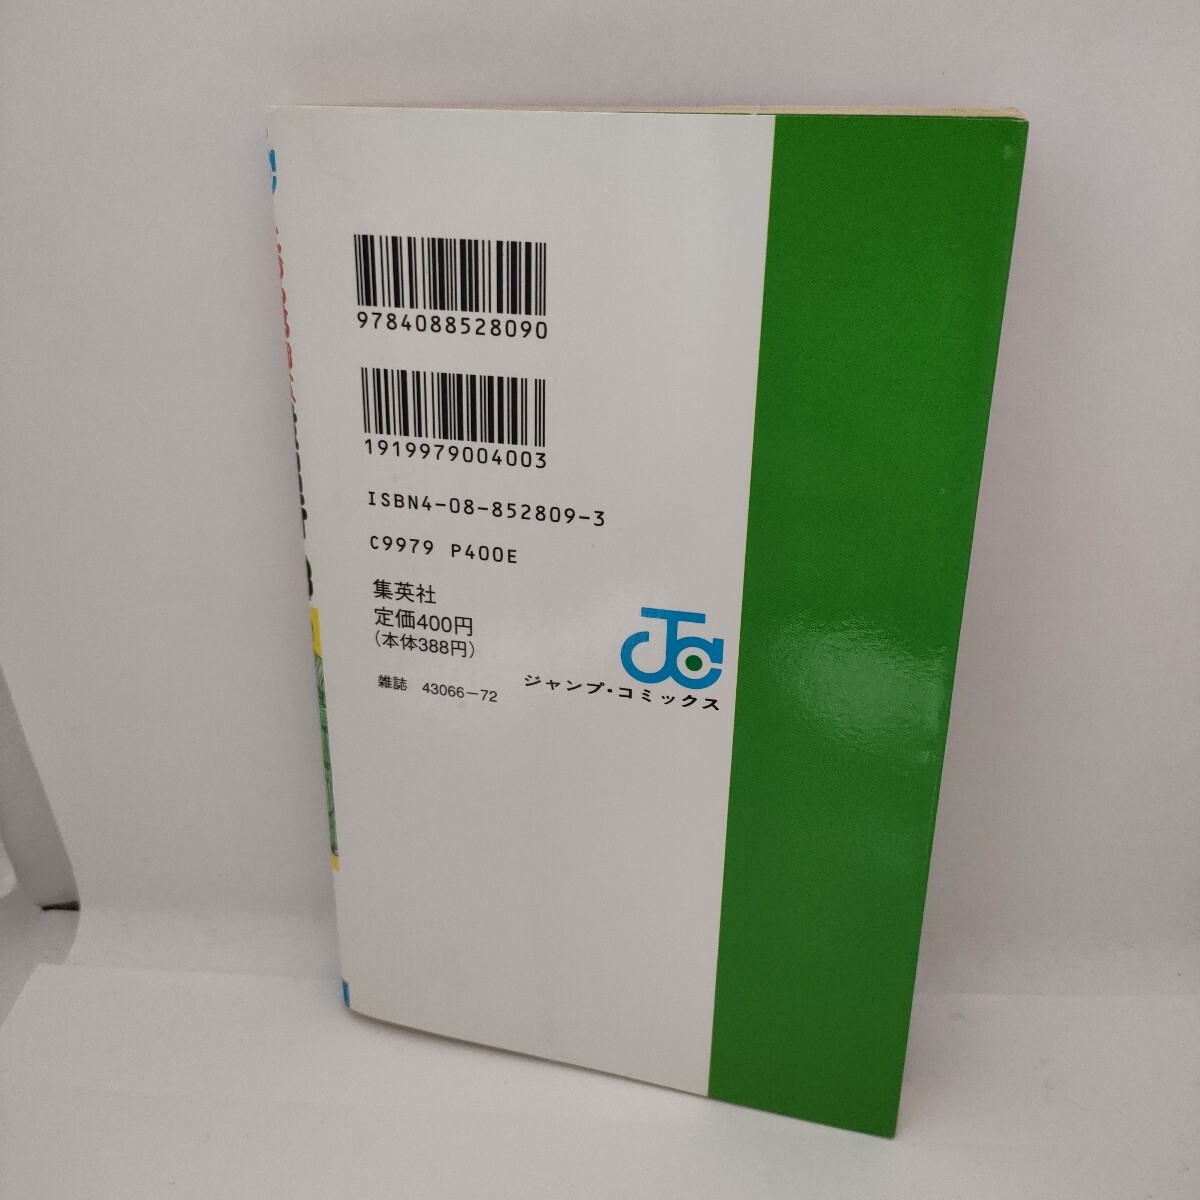 9784088528090
1919979004003
ISBN4-08-852809-3
C9979 P400E
集英社
定価400円
(本体388円)
雑誌 43066-72
JC
ジャンプ・コミックス